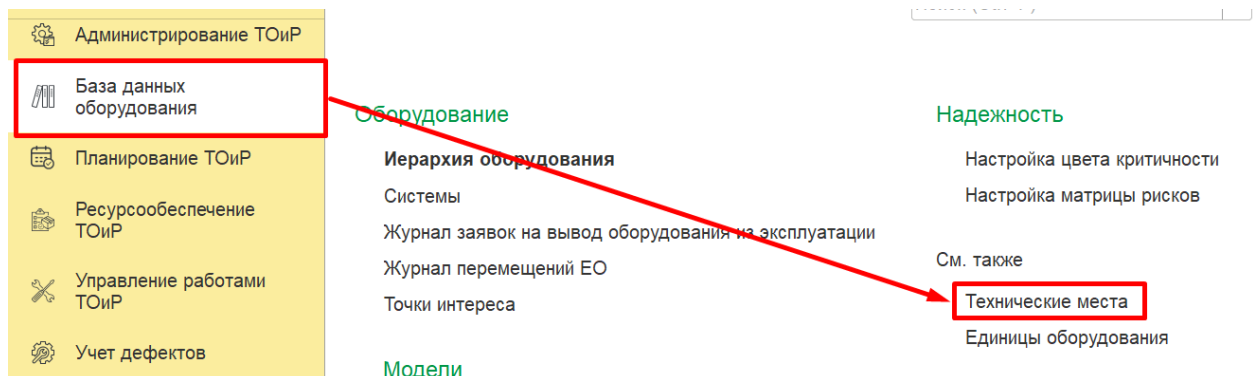 Администрирование ТОиР
База данных
оборудования
Планирование ТОиР
Ресурсообеспечение
ТОиР
Управление работами
ТОиР
Учет дефектов
Оборудование
Иерархия оборудования
Системы
Журнал заявок на вывод оборудования из эксплуатации
Журнал перемещений ЕО
Точки интереса
Модели
Надежность
Настройка цвета критичности
Настройка матрицы рисков
См. также
Технические места
Единицы оборудования